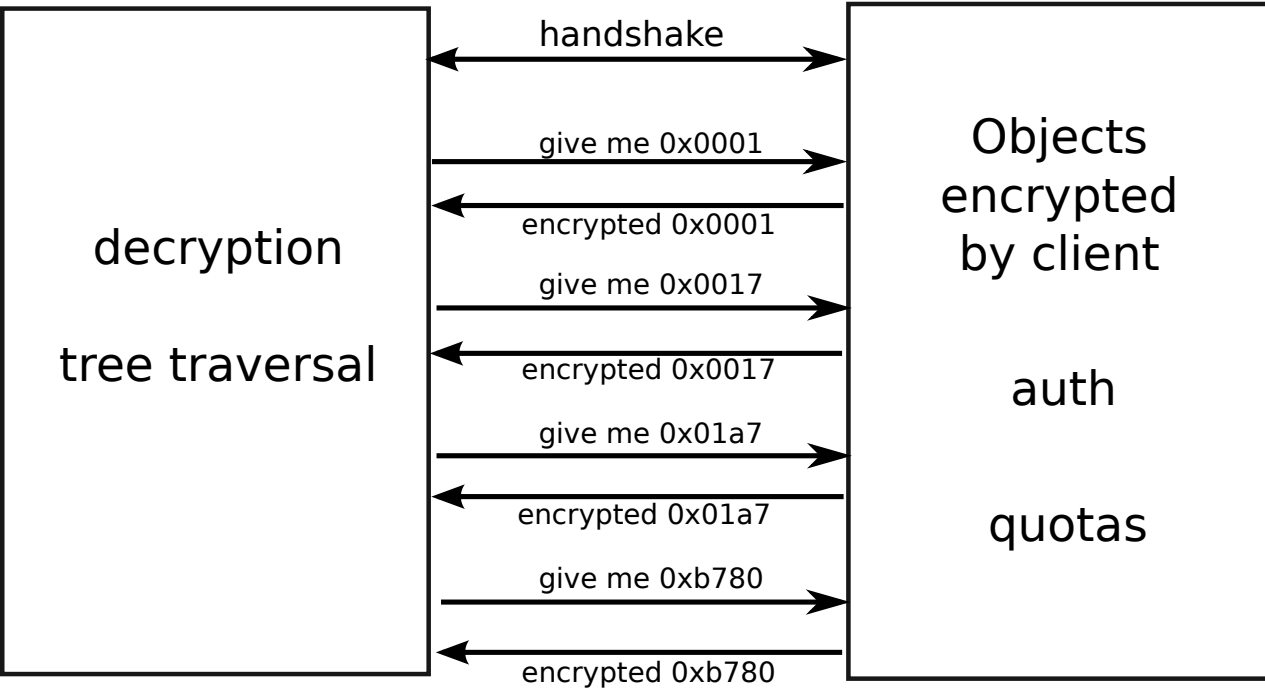 decryption
tree traversal
handshake
give me 0x0001
encrypted 0x0001
give me 0x0017
encrypted 0x0017
give me 0x01a7
encrypted 0x01a7
give me 0xb780
encrypted 0xb780
Objects
encrypted
by client
auth
quotas